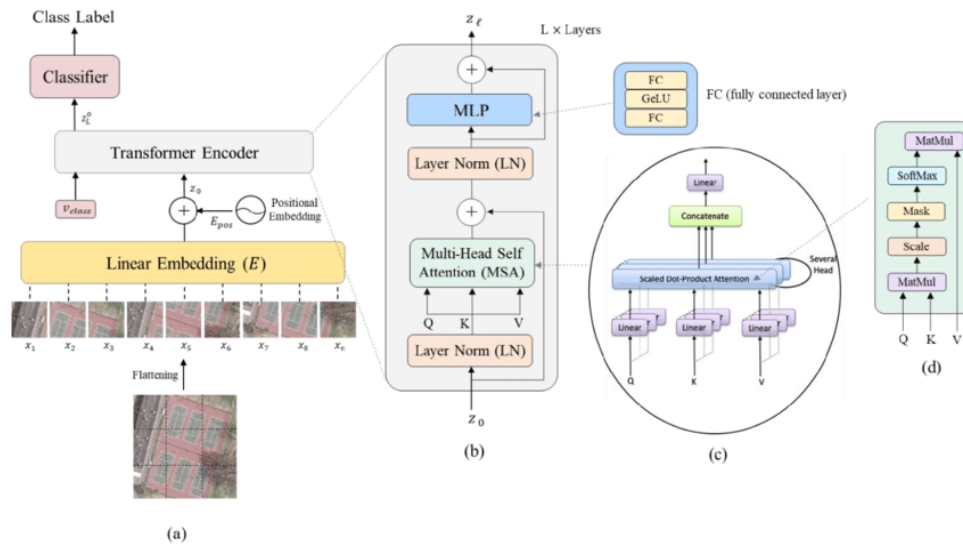 Class Label
Classifier
z_L^o
Transformer Encoder
z_0
v_class
E_pos
Positional
Embedding
Linear Embedding (E)
x_1 x_2 x_3 x_4 x_5 x_6 x_7 x_8 x_n
Flattening
(a)
z_ℓ
L × Layers
MLP
Layer Norm (LN)
Multi-Head Self
Attention (MSA)
Q K V
Layer Norm (LN)
z_0
(b)
FC
GeLU
FC
FC (fully connected layer)
Linear
Concatenate
Several
Head
Scaled Dot-Product Attention
Linear Linear Linear
Q K V
(c)
MatMul
SoftMax
Mask
Scale
MatMul
Q K V
(d)